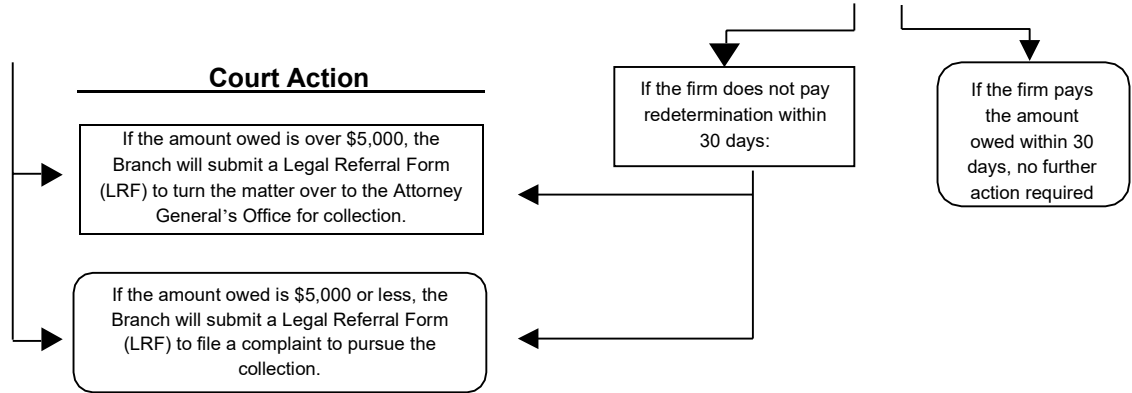 Court Action
If the amount owed is over $5,000, the
Branch will submit a Legal Referral Form
(LRF) to turn the matter over to the Attorney
General’s Office for collection.
If the amount owed is $5,000 or less, the
Branch will submit a Legal Referral Form
(LRF) to file a complaint to pursue the
collection.
If the firm does not pay
redetermination within
30 days:
If the firm pays
the amount
owed within 30
days, no further
action required